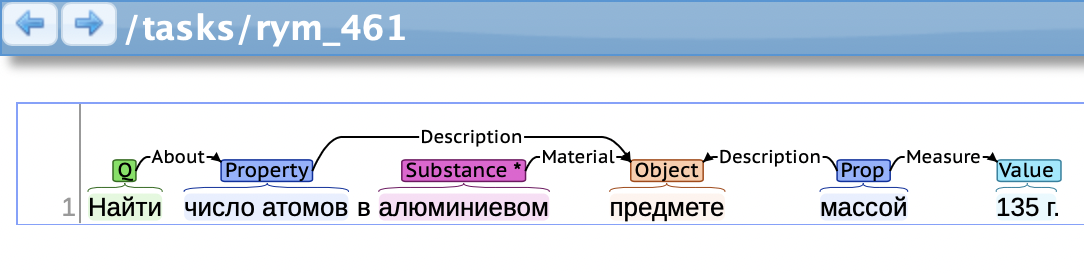 /tasks/rym_461
Description
About Material Description Measure
Q Property Substance * Object Prop Value
1 Найти число атомов в алюминиевом предмете массой 135 г.